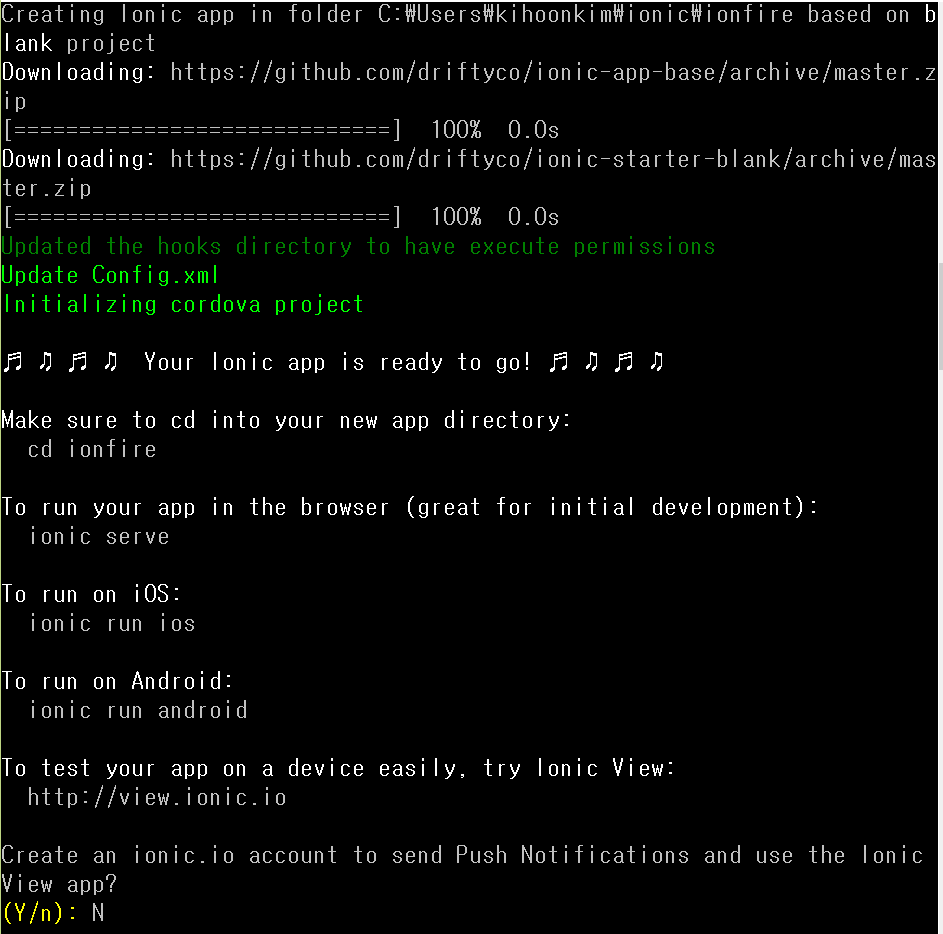 Creating Ionic app in folder C:₩Users₩kihoonkim₩ionic₩ionfire based on b
lank project
Downloading: https://github.com/driftyco/ionic-app-base/archive/master.z
ip
[=============================]  100%  0.0s
Downloading: https://github.com/driftyco/ionic-starter-blank/archive/mas
ter.zip
[=============================]  100%  0.0s
Updated the hooks directory to have execute permissions
Update Config.xml
Initializing cordova project

♬ ♫ ♬ ♫  Your Ionic app is ready to go! ♬ ♫ ♬ ♫

Make sure to cd into your new app directory:
  cd ionfire

To run your app in the browser (great for initial development):
  ionic serve

To run on iOS:
  ionic run ios

To run on Android:
  ionic run android

To test your app on a device easily, try Ionic View:
  http://view.ionic.io

Create an ionic.io account to send Push Notifications and use the Ionic
View app?
(Y/n): N